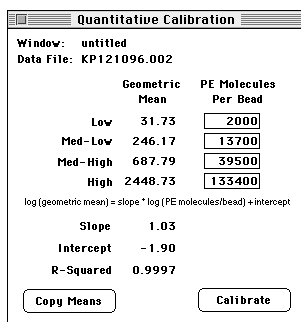 Quantitative Calibration
Window: untitled
Data File: KP121096.002
Geometric Mean PE Molecules Per Bead
Low 31.73 2000
Med-Low 246.17 13700
Med-High 687.79 39500
High 2448.73 133400
log (geometric mean) = slope * log (PE molecules/bead) + intercept
Slope 1.03
Intercept -1.90
R-Squared 0.9997
Copy Means Calibrate